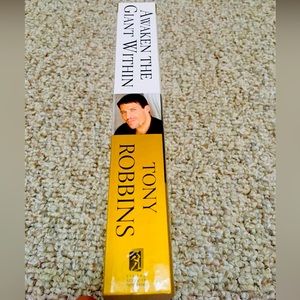 AWAKEN THE
GIANT WITHIN
TONY
ROBBINS